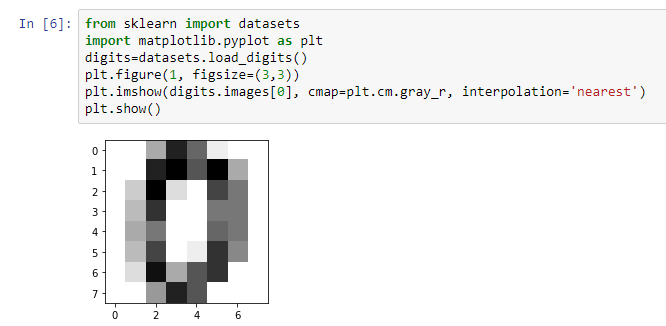 In [6]: from sklearn import datasets
import matplotlib.pyplot as plt
digits=datasets.load_digits()
plt.figure(1, figsize=(3,3))
plt.imshow(digits.images[0], cmap=plt.cm.gray_r, interpolation='nearest')
plt.show()
0
1
2
3
4
5
6
7
0 2 4 6